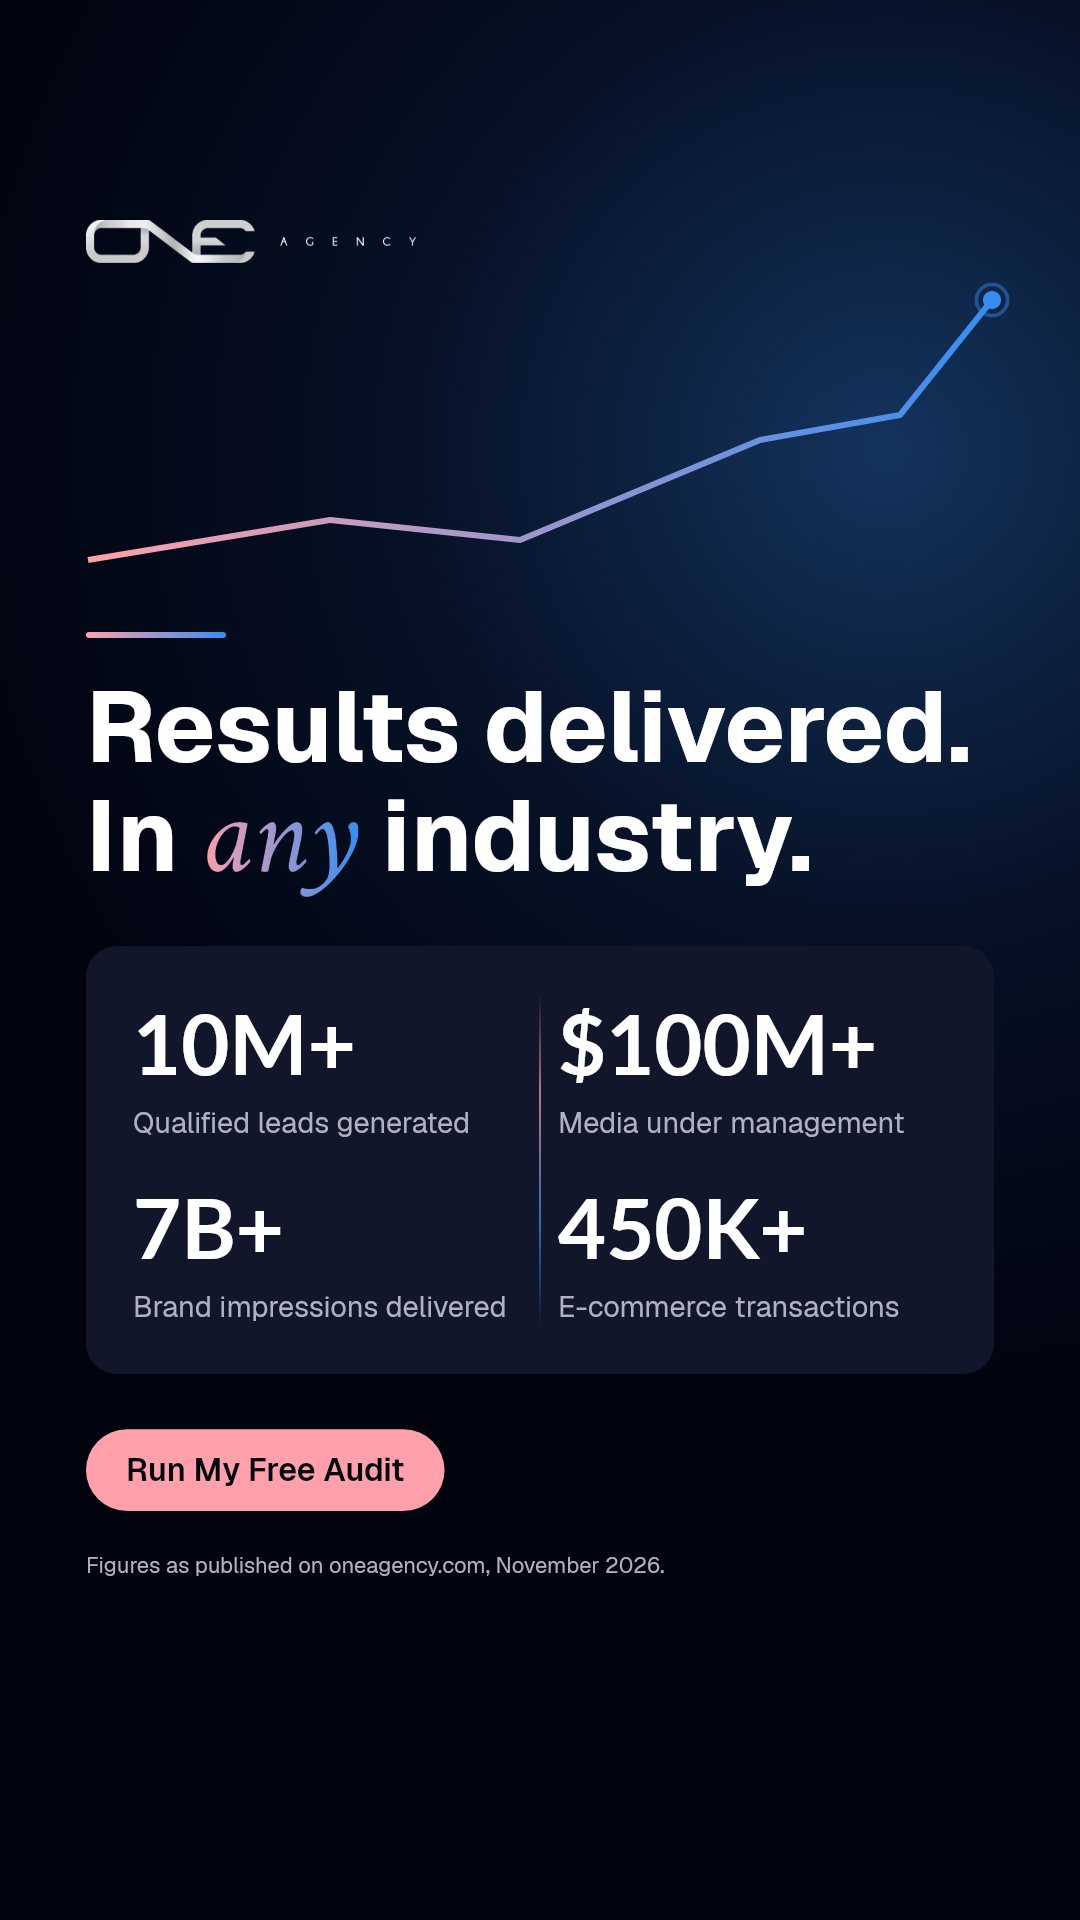 ONE AGENCY
Results delivered.
In any industry.
10M+
Qualified leads generated
$100M+
Media under management
7B+
Brand impressions delivered
450K+
E-commerce transactions
Run My Free Audit
Figures as published on oneagency.com, November 2026.